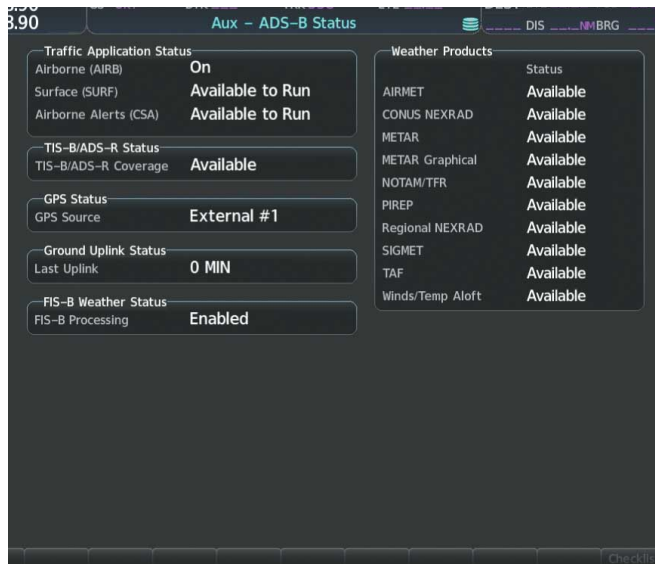 3.90
Aux – ADS–B Status
DIS __._NM BRG ___
Traffic Application Status
Airborne (AIRB) On
Surface (SURF) Available to Run
Airborne Alerts (CSA) Available to Run
TIS–B/ADS–R Status
TIS–B/ADS–R Coverage Available
GPS Status
GPS Source External #1
Ground Uplink Status
Last Uplink 0 MIN
FIS–B Weather Status
FIS–B Processing Enabled
Weather Products
Status
AIRMET Available
CONUS NEXRAD Available
METAR Available
METAR Graphical Available
NOTAM/TFR Available
PIREP Available
Regional NEXRAD Available
SIGMET Available
TAF Available
Winds/Temp Aloft Available